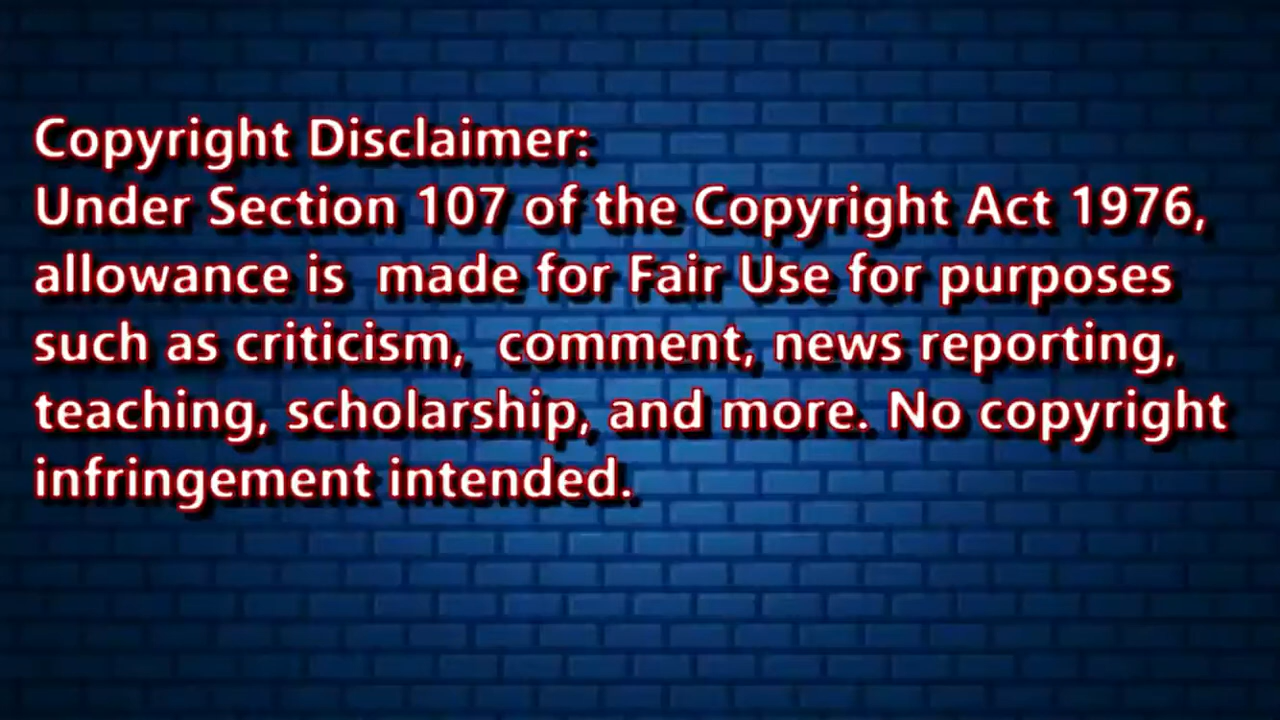 Copyright Disclaimer:
Under Section 107 of the Copyright Act 1976,
allowance is  made for Fair Use for purposes
such as criticism,  comment, news reporting,
teaching, scholarship, and more. No copyright
infringement intended.